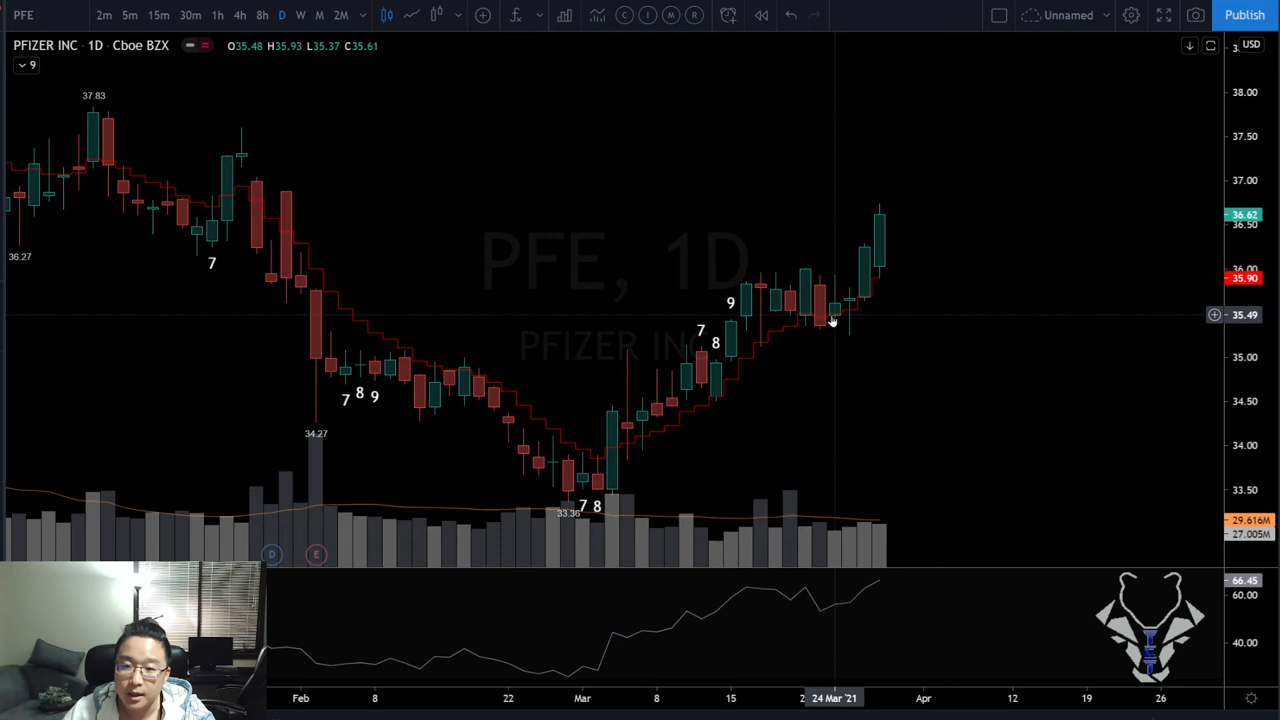 PFE 2m 5m 15m 30m 1h 4h 8h D W M 2M C I M R Unnamed Publish
PFIZER INC · 1D · Cboe BZX O35.48 H35.93 L35.37 C35.61 USD
9
37.83
38.00
37.50
37.00
36.62
36.50
36.00
35.90
35.49
35.00
34.50
34.00
33.50
29.616M
27.005M
PFE, 1D
PFIZER INC
36.27
7
34.27
7 8 9
33.36
7 8
7
8
9
D E
66.45
60.00
40.00
Feb 8 22 Mar 8 15 24 Mar '21 Apr 12 19 26